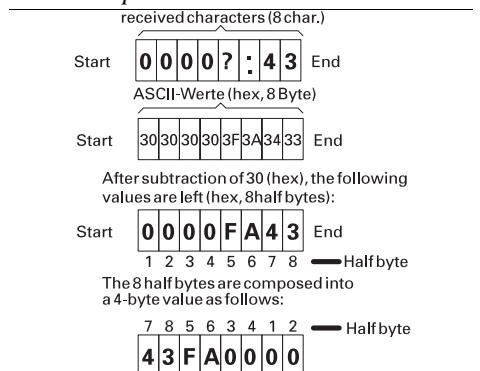 received characters (8 char.)
Start 0 0 0 0 ? : 4 3 End
ASCII-Werte (hex, 8 Byte)
Start 30 30 30 30 3F 3A 34 33 End
After subtraction of 30 (hex), the following
values are left (hex, 8half bytes):
Start 0 0 0 0 F A 4 3 End
1 2 3 4 5 6 7 8 Half byte
The 8 half bytes are composed into
a 4-byte value as follows:
7 8 5 6 3 4 1 2 Half byte
4 3 F A 0 0 0 0